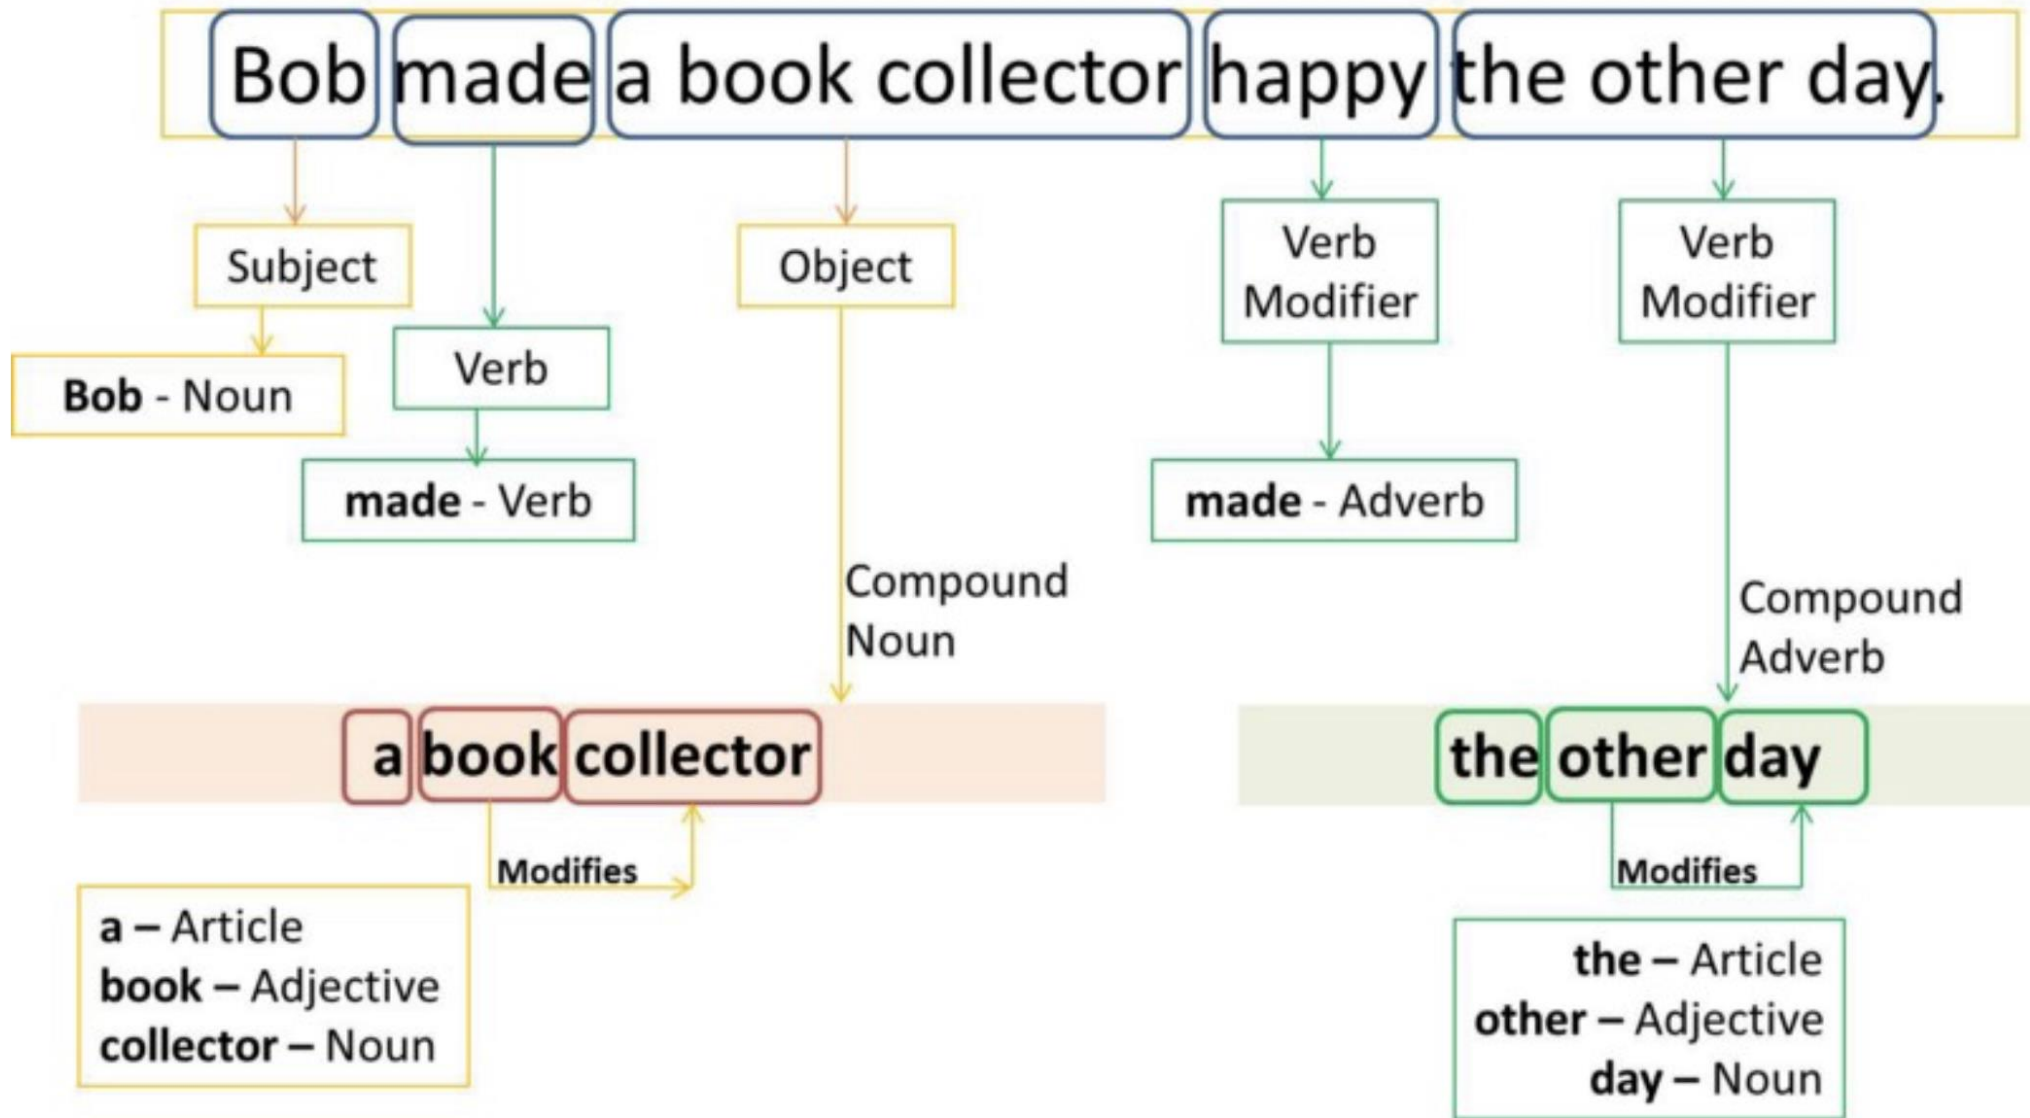 Bob made a book collector happy the other day.
Subject
Object
Verb
Modifier
Verb
Modifier
Bob - Noun
Verb
made - Verb
made - Adverb
Compound
Noun
Compound
Adverb
a book collector
the other day
Modifies
Modifies
a – Article
book – Adjective
collector – Noun
the – Article
other – Adjective
day – Noun